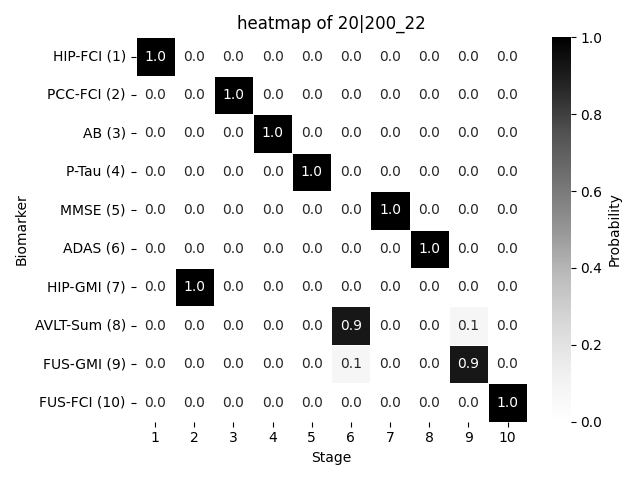 heatmap of 20|200_22
HIP-FCI (1) 1.0 0.0 0.0 0.0 0.0 0.0 0.0 0.0 0.0 0.0
PCC-FCI (2) 0.0 0.0 1.0 0.0 0.0 0.0 0.0 0.0 0.0 0.0
AB (3) 0.0 0.0 0.0 1.0 0.0 0.0 0.0 0.0 0.0 0.0
P-Tau (4) 0.0 0.0 0.0 0.0 1.0 0.0 0.0 0.0 0.0 0.0
MMSE (5) 0.0 0.0 0.0 0.0 0.0 0.0 1.0 0.0 0.0 0.0
ADAS (6) 0.0 0.0 0.0 0.0 0.0 0.0 0.0 1.0 0.0 0.0
HIP-GMI (7) 0.0 1.0 0.0 0.0 0.0 0.0 0.0 0.0 0.0 0.0
AVLT-Sum (8) 0.0 0.0 0.0 0.0 0.0 0.9 0.0 0.0 0.1 0.0
FUS-GMI (9) 0.0 0.0 0.0 0.0 0.0 0.1 0.0 0.0 0.9 0.0
FUS-FCI (10) 0.0 0.0 0.0 0.0 0.0 0.0 0.0 0.0 0.0 1.0
1 2 3 4 5 6 7 8 9 10
Stage
Biomarker
1.0
0.8
0.6
0.4
0.2
0.0
Probability